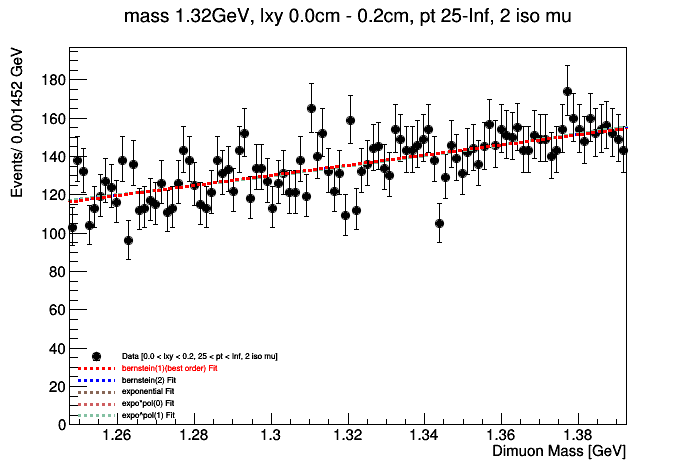 mass 1.32GeV, lxy 0.0cm - 0.2cm, pt 25-Inf, 2 iso mu
Events/ 0.001452 GeV
180
160
140
120
100
80
60
40
20
0
Data [0.0 < lxy < 0.2, 25 < pt < Inf, 2 iso mu]
bernstein(1)(best order) Fit
bernstein(2) Fit
exponential Fit
expo*pol(0) Fit
expo*pol(1) Fit
1.26 1.28 1.3 1.32 1.34 1.36 1.38
Dimuon Mass [GeV]